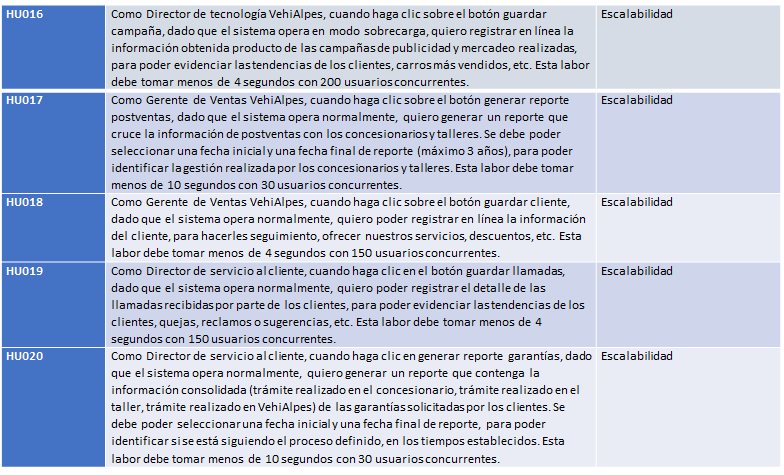 HU016
Como Director de tecnología VehiAlpes, cuando haga clic sobre el botón guardar
campaña, dado que el sistema opera en modo sobrecarga, quiero registrar en línea la
información obtenida producto de las campañas de publicidad y mercadeo realizadas,
para poder evidenciar las tendencias de los clientes, carros más vendidos, etc. Esta labor
debe tomar menos de 4 segundos con 200 usuarios concurrentes.
Escalabilidad
HU017
Como Gerente de Ventas VehiAlpes, cuando haga clic sobre el botón generar reporte
postventas, dado que el sistema opera normalmente, quiero generar un reporte que
cruce la información de postventas con los concesionarios y talleres. Se debe poder
seleccionar una fecha inicial y una fecha final de reporte (máximo 3 años), para poder
identificar la gestión realizada por los concesionarios y talleres. Esta labor debe tomar
menos de 10 segundos con 30 usuarios concurrentes.
Escalabilidad
HU018
Como Gerente de Ventas VehiAlpes, cuando haga clic sobre el botón guardar cliente,
dado que el sistema opera normalmente, quiero poder registrar en línea la información
del cliente, para hacerles seguimiento, ofrecer nuestros servicios, descuentos, etc. Esta
labor debe tomar menos de 4 segundos con 150 usuarios concurrentes.
Escalabilidad
HU019
Como Director de servicio al cliente, cuando haga clic en el botón guardar llamadas,
dado que el sistema opera normalmente, quiero poder registrar el detalle de las
llamadas recibidas por parte de los clientes, para poder evidenciar las tendencias de los
clientes, quejas, reclamos o sugerencias, etc. Esta labor debe tomar menos de 4
segundos con 150 usuarios concurrentes.
Escalabilidad
HU020
Como Director de servicio al cliente, cuando haga clic en generar reporte garantías, dado
que el sistema opera normalmente, quiero generar un reporte que contenga la
información consolidada (trámite realizado en el concesionario, trámite realizado en el
taller, trámite realizado en VehiAlpes) de las garantías solicitadas por los clientes. Se
debe poder seleccionar una fecha inicial y una fecha final de reporte, para poder
identificar si se está siguiendo el proceso definido, en los tiempos establecidos. Esta
labor debe tomar menos de 10 segundos con 30 usuarios concurrentes.
Escalabilidad